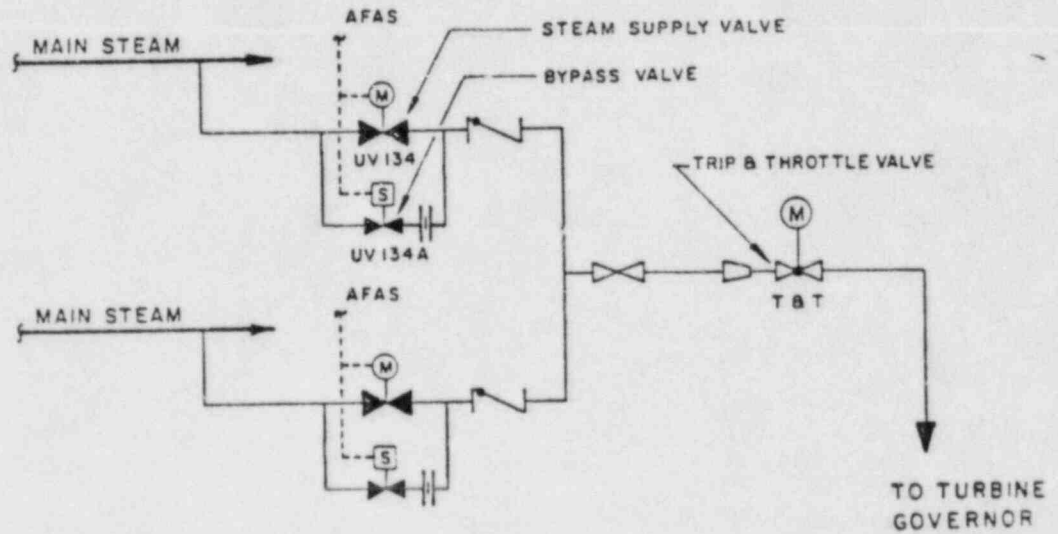 AFAS
STEAM SUPPLY VALVE
MAIN STEAM
BYPASS VALVE
M
UV 134
TRIP & THROTTLE VALVE
S
M
UV 134A
AFAS
T & T
MAIN STEAM
M
S
TO TURBINE
GOVERNOR